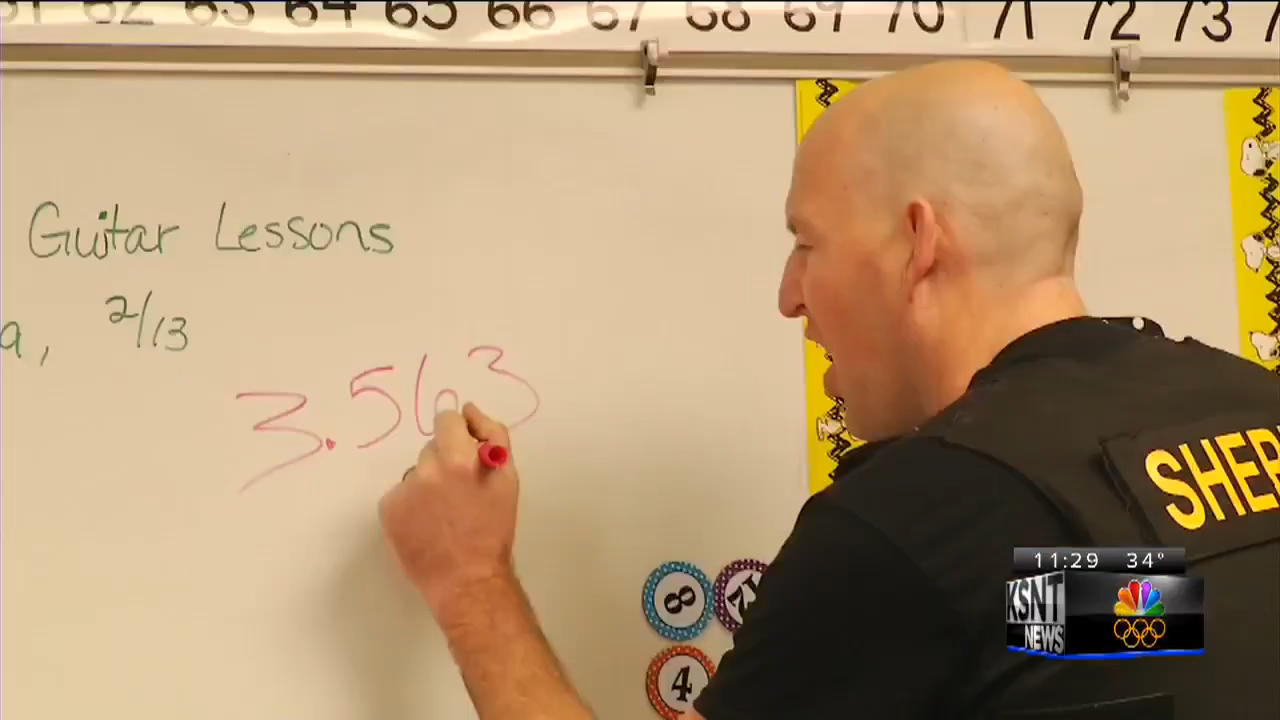 62 63 64 65 66 67 68 69 70 71 72 73
Guitar Lessons
a, 2/13
3.563
SHER
8 12
4
11:29 34°
KSNT
NEWS